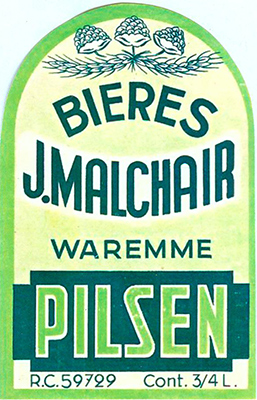 BIERES
J.MALCHAIR
WAREMME
PILSEN
R.C.59729 Cont. 3/4 L.